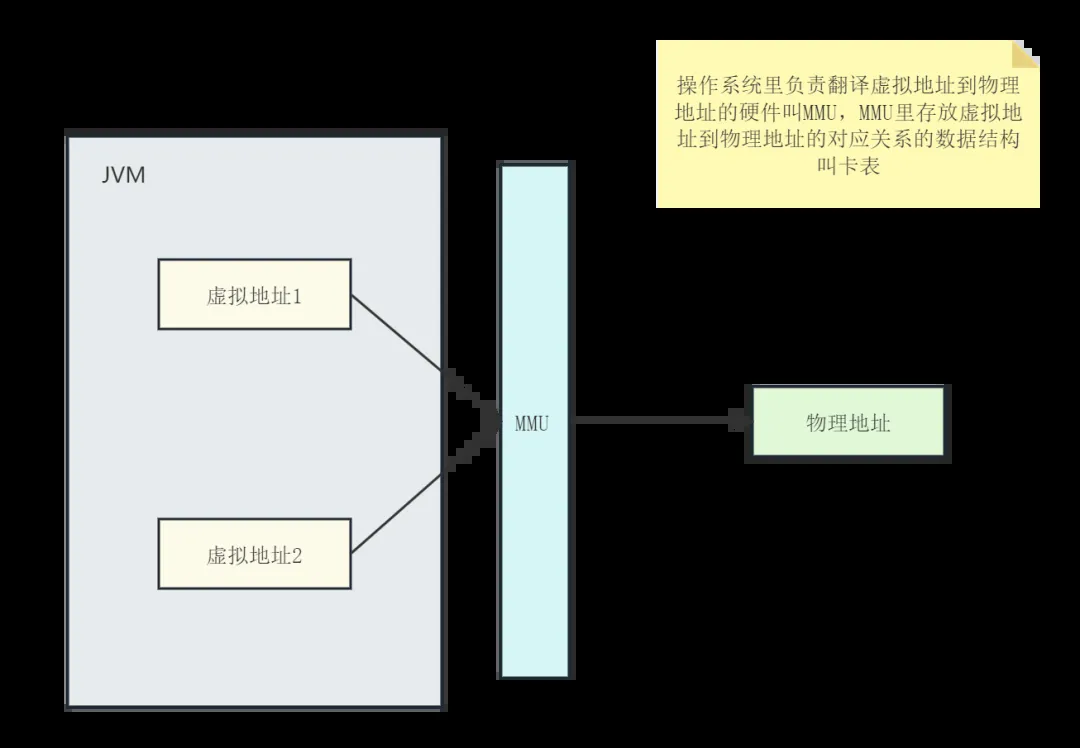 操作系统里负责翻译虚拟地址到物理
地址的硬件叫MMU，MMU里存放虚拟地
址到物理地址的对应关系的数据结构
叫卡表
JVM
虚拟地址1
MMU
物理地址
虚拟地址2